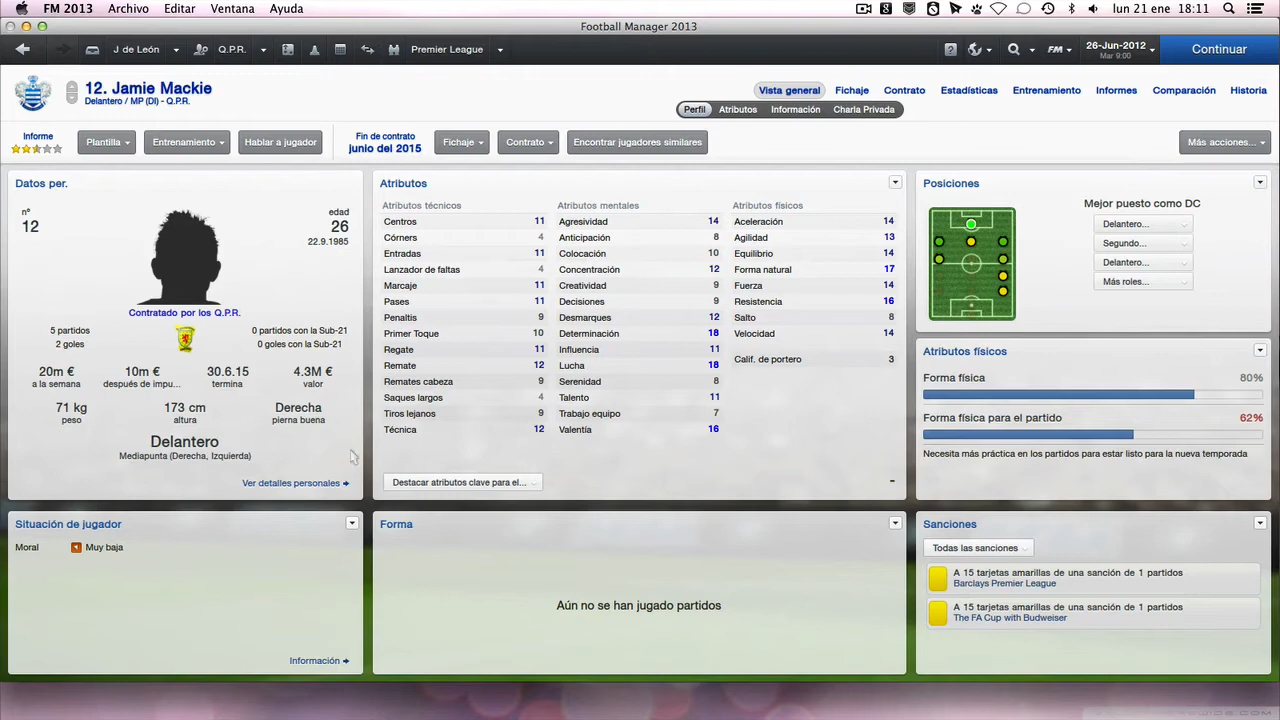 FM 2013 Archivo Editar Ventana Ayuda lun 21 ene 18:11
Football Manager 2013
J de León Q.P.R. Premier League FM 26-Jun-2012 Mar 9:00 Continuar
12. Jamie Mackie
Delantero / MP (DI) - Q.P.R.
Vista general Fichaje Contrato Estadísticas Entrenamiento Informes Comparación Historia
Perfil Atributos Información Charla Privada
Informe
Plantilla Entrenamiento Hablar a jugador
Fin de contrato
junio del 2015
Fichaje Contrato Encontrar jugadores similares Más acciones...
Datos per.
nº
12
edad
26
22.9.1985
Contratado por los Q.P.R.
5 partidos
2 goles
0 partidos con la Sub-21
0 goles con la Sub-21
20m € 10m € 30.6.15 4.3M €
a la semana después de impu... termina valor
71 kg 173 cm Derecha
peso altura pierna buena
Delantero
Mediapunta (Derecha, Izquierda)
Ver detalles personales
Atributos
Atributos técnicos Atributos mentales Atributos físicos
Centros 11 Agresividad 14 Aceleración 14
Córners 4 Anticipación 8 Agilidad 13
Entradas 11 Colocación 10 Equilibrio 14
Lanzador de faltas 4 Concentración 12 Forma natural 17
Marcaje 11 Creatividad 9 Fuerza 14
Pases 11 Decisiones 9 Resistencia 16
Penaltis 9 Desmarques 12 Salto 8
Primer Toque 10 Determinación 18 Velocidad 14
Regate 11 Influencia 11
Calif. de portero 3
Remate 12 Lucha 18
Remates cabeza 9 Serenidad 8
Saques largos 4 Talento 11
Tiros lejanos 9 Trabajo equipo 7
Técnica 12 Valentía 16
Destacar atributos clave para el... -
Posiciones
Mejor puesto como DC
Delantero...
Segundo...
Delantero...
Más roles...
Atributos físicos
Forma física 80%
Forma física para el partido 62%
Necesita más práctica en los partidos para estar listo para la nueva temporada
Situación de jugador
Moral Muy baja
Información
Forma
Aún no se han jugado partidos
Sanciones
Todas las sanciones
A 15 tarjetas amarillas de una sanción de 1 partidos
Barclays Premier League
A 15 tarjetas amarillas de una sanción de 1 partidos
The FA Cup with Budweiser